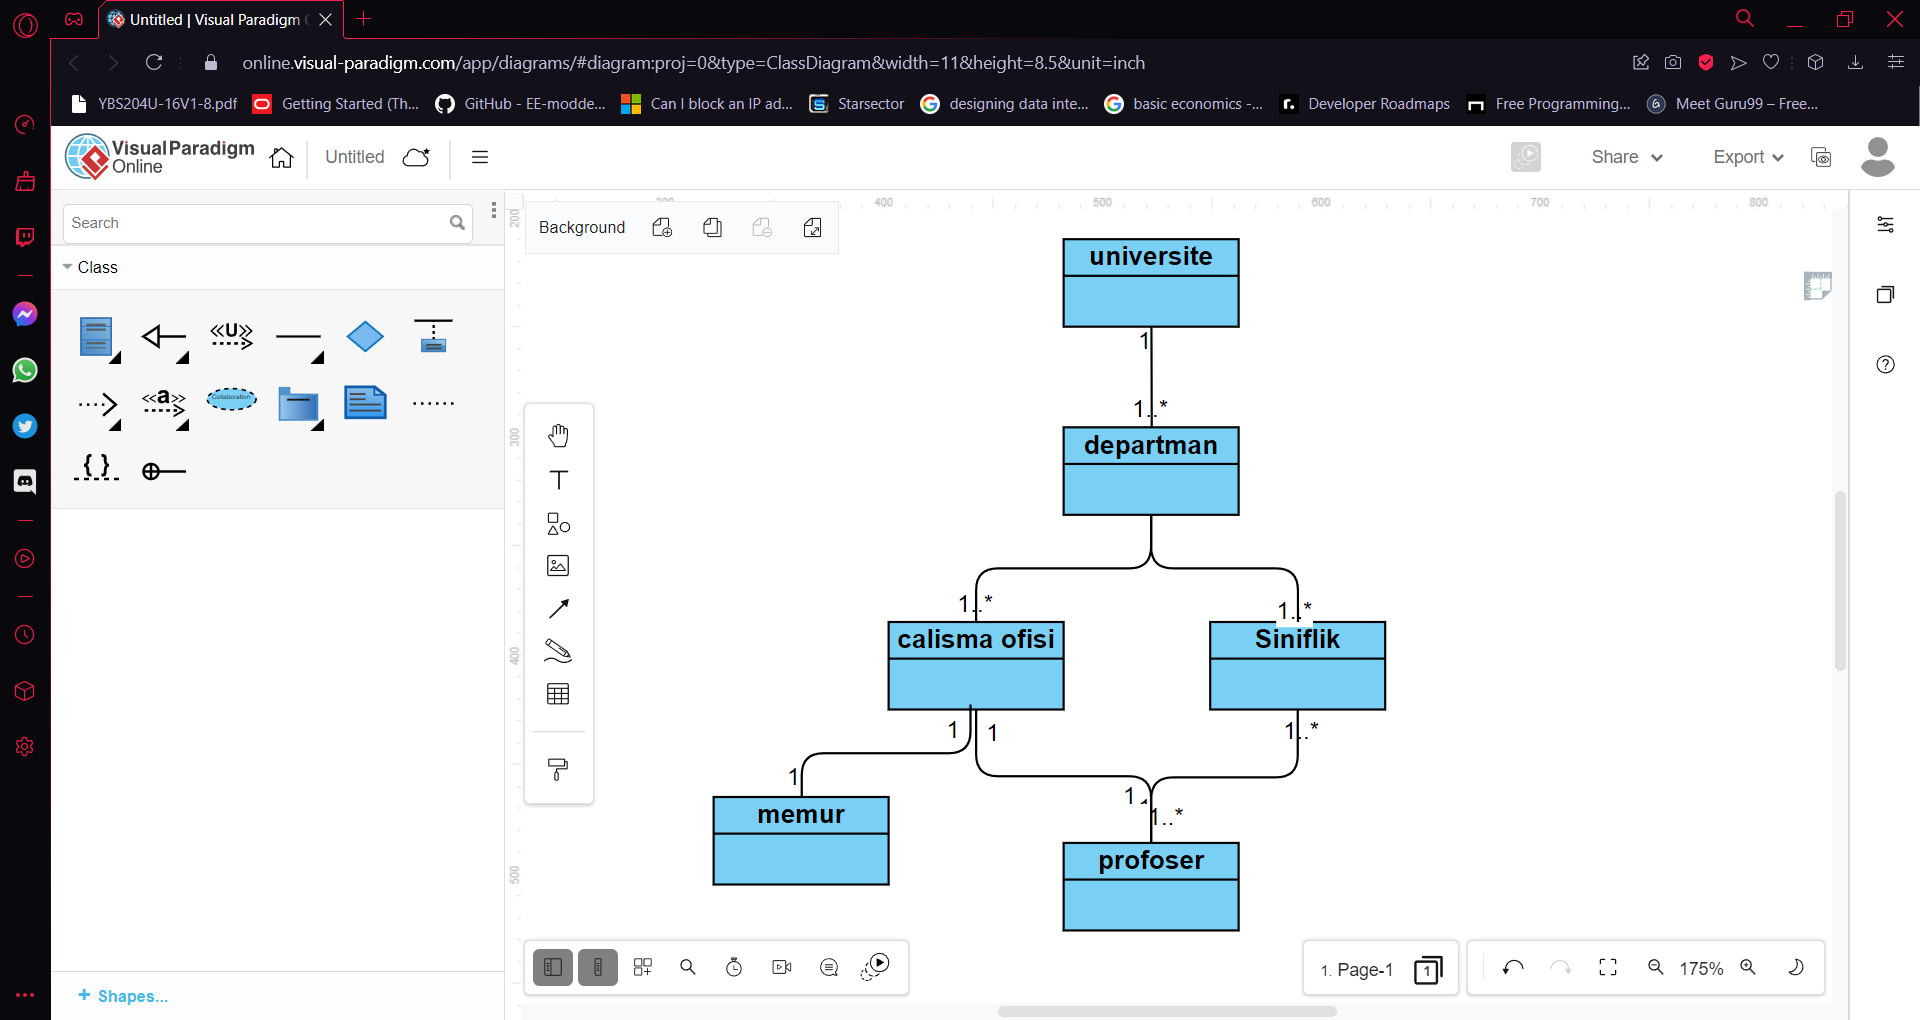 Untitled | Visual Paradigm
online.visual-paradigm.com/app/diagrams/#diagram:proj=0&type=ClassDiagram&width=11&height=8.5&unit=inch
YBS204U-16V1-8.pdf
Getting Started (Th...
GitHub - EE-modde...
Can I block an IP ad...
Starsector
designing data inte...
basic economics -...
Developer Roadmaps
Free Programming...
Meet Guru99 – Free...
VisualParadigm
Online
Untitled
Share
Export
Search
Class
<<U>>
<<a>>
Collaboration
{ }
Shapes...
Background
400
500
600
700
800
200
300
400
500
universite
1
1..*
departman
1..*
1..*
calisma ofisi
Siniflik
1
1
1..*
1
1
1..*
memur
profoser
1. Page-1
1
175%